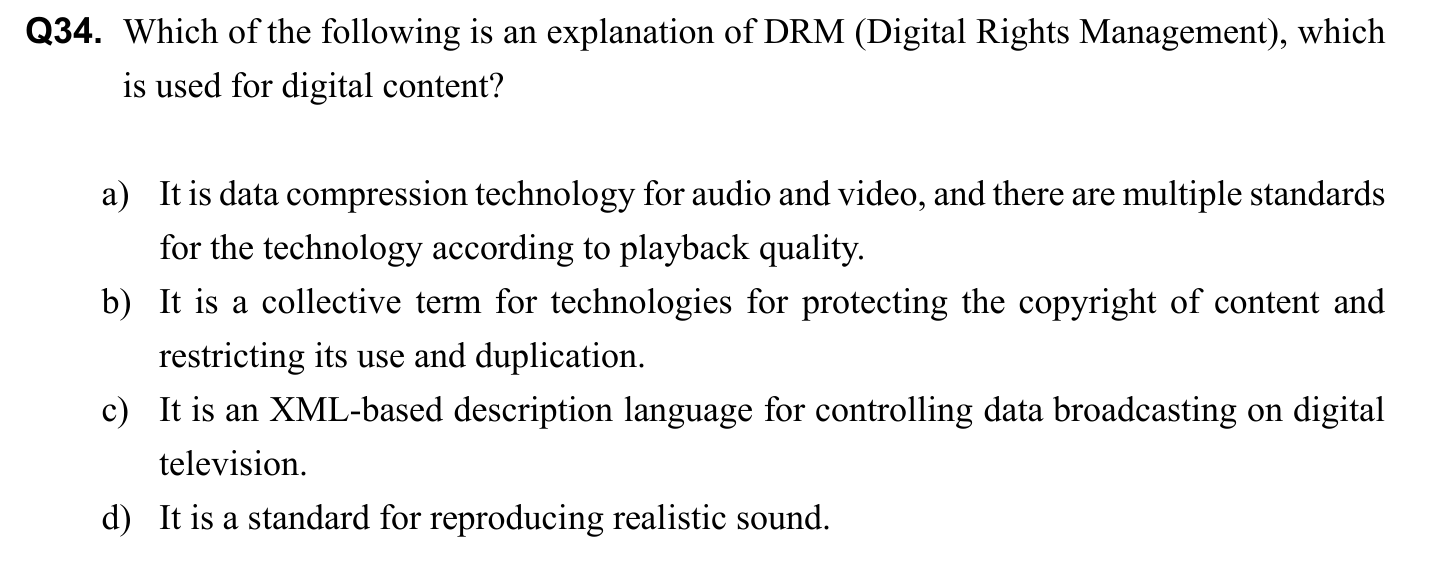 Q34. Which of the following is an explanation of DRM (Digital Rights Management), which
is used for digital content?
a) It is data compression technology for audio and video, and there are multiple standards
for the technology according to playback quality.
b) It is a collective term for technologies for protecting the copyright of content and
restricting its use and duplication.
c) It is an XML-based description language for controlling data broadcasting on digital
television.
d) It is a standard for reproducing realistic sound.